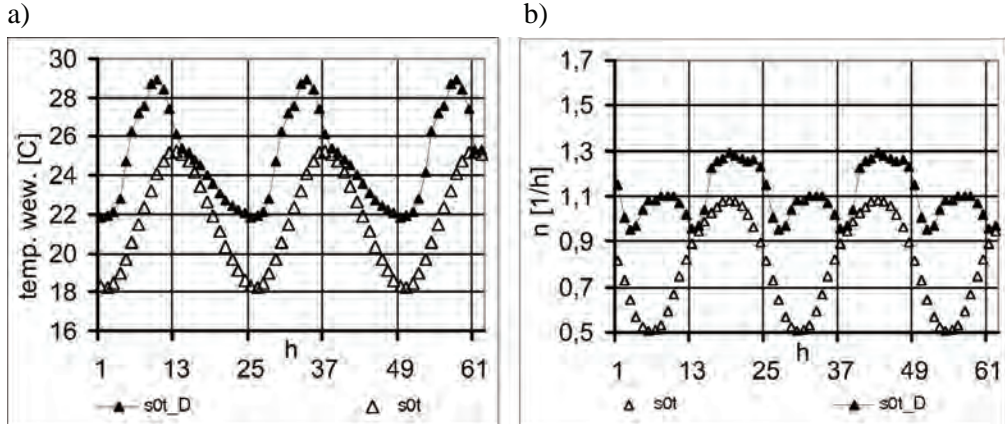 a)
b)
temp. wew. [C]
30
28
26
24
22
20
18
16
1 13 25 37 49 61
h
s0t_D s0t
n [1/h]
1,7
1,5
1,3
1,1
0,9
0,7
0,5
1 13 25 37 49 61
h
s0t s0t_D